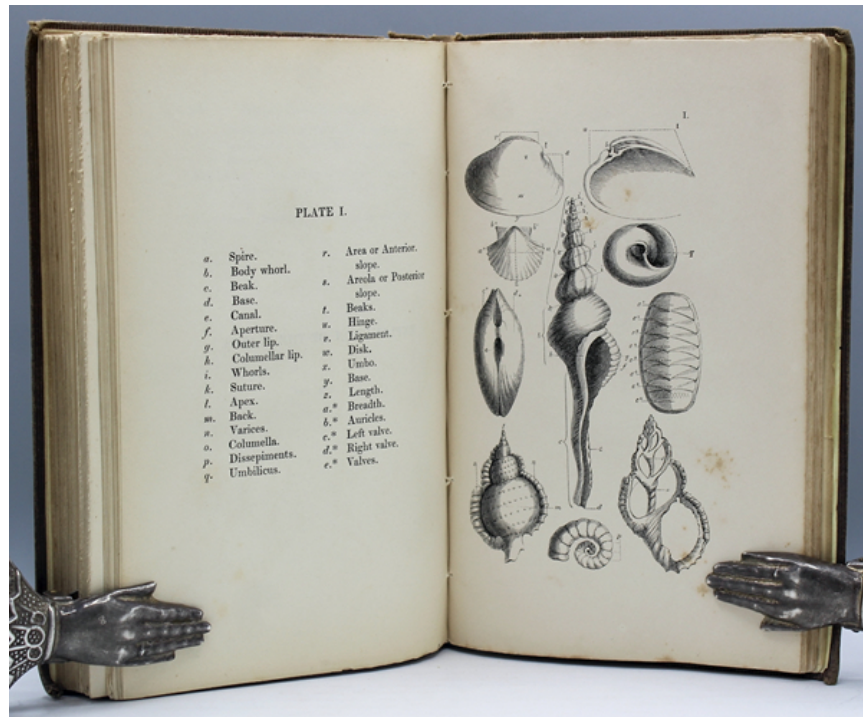 PLATE I.
a. Spire.
b. Body whorl.
c. Beak.
d. Base.
e. Canal.
f. Aperture.
g. Outer lip.
h. Columellar lip.
i. Whorls.
k. Suture.
l. Apex.
m. Back.
n. Varices.
o. Columella.
p. Dissepiments.
q. Umbilicus.
r. Area or Anterior
slope.
s. Areola or Posterior
slope.
t. Beaks.
u. Hinge.
v. Ligament.
w. Disk.
x. Umbo.
y. Base.
z. Length.
a.* Breadth.
b.* Auricles.
c.* Left valve.
d.* Right valve.
e.* Valves.
I.